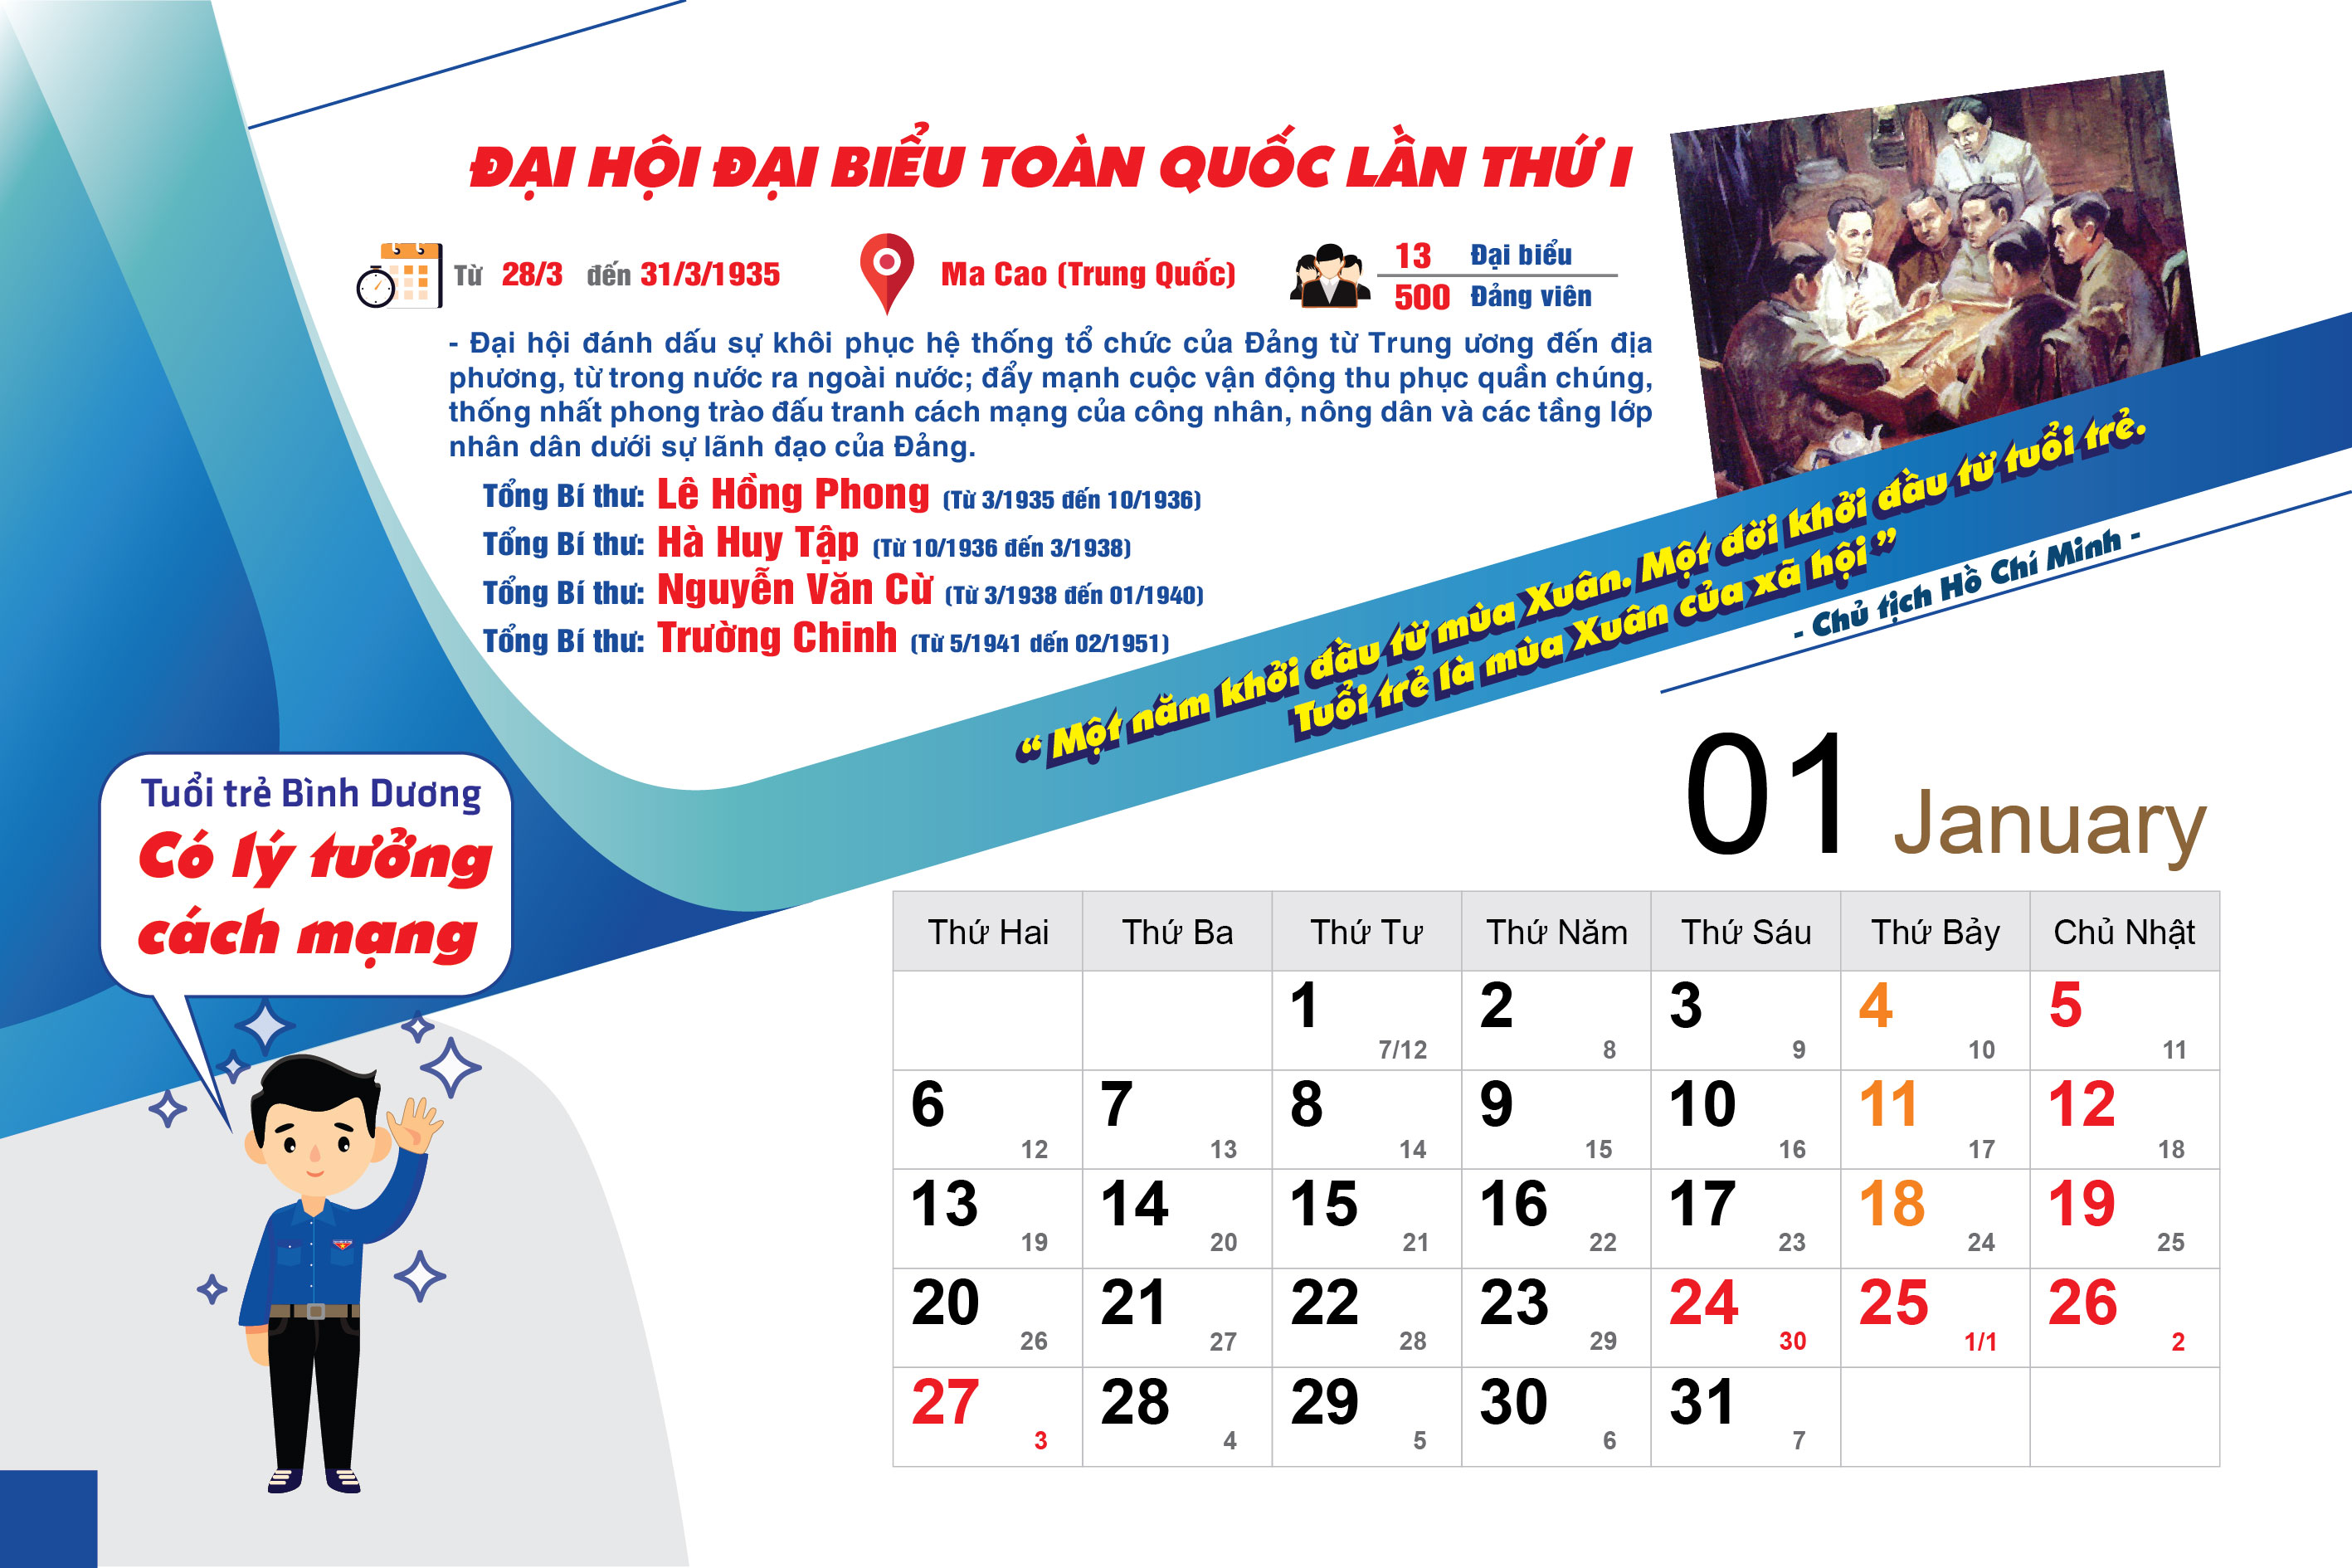 ĐẠI HỘI ĐẠI BIỂU TOÀN QUỐC LẦN THỨ I
Từ 28/3 đến 31/3/1935
Ma Cao (Trung Quốc)
13 Đại biểu
500 Đảng viên
- Đại hội đánh dấu sự khôi phục hệ thống tổ chức của Đảng từ Trung ương đến địa
phương, từ trong nước ra ngoài nước; đẩy mạnh cuộc vận động thu phục quần chúng,
thống nhất phong trào đấu tranh cách mạng của công nhân, nông dân và các tầng lớp
nhân dân dưới sự lãnh đạo của Đảng.
Tổng Bí thư: Lê Hồng Phong (Từ 3/1935 đến 10/1936)
Tổng Bí thư: Hà Huy Tập (Từ 10/1936 đến 3/1938)
Tổng Bí thư: Nguyễn Văn Cừ (Từ 3/1938 đến 01/1940)
Tổng Bí thư: Trường Chinh (Từ 5/1941 dến 02/1951)
“ Một năm khởi đầu từ mùa Xuân. Một đời khởi đầu từ tuổi trẻ.
Tuổi trẻ là mùa Xuân của xã hội ”
- Chủ tịch Hồ Chí Minh -
Tuổi trẻ Bình Dương
Có lý tưởng
cách mạng
01 January
Thứ Hai Thứ Ba Thứ Tư Thứ Năm Thứ Sáu Thứ Bảy Chủ Nhật
1 2 3 4 5
7/12 8 9 10 11
6 7 8 9 10 11 12
12 13 14 15 16 17 18
13 14 15 16 17 18 19
19 20 21 22 23 24 25
20 21 22 23 24 25 26
26 27 28 29 30 1/1 2
27 28 29 30 31
3 4 5 6 7